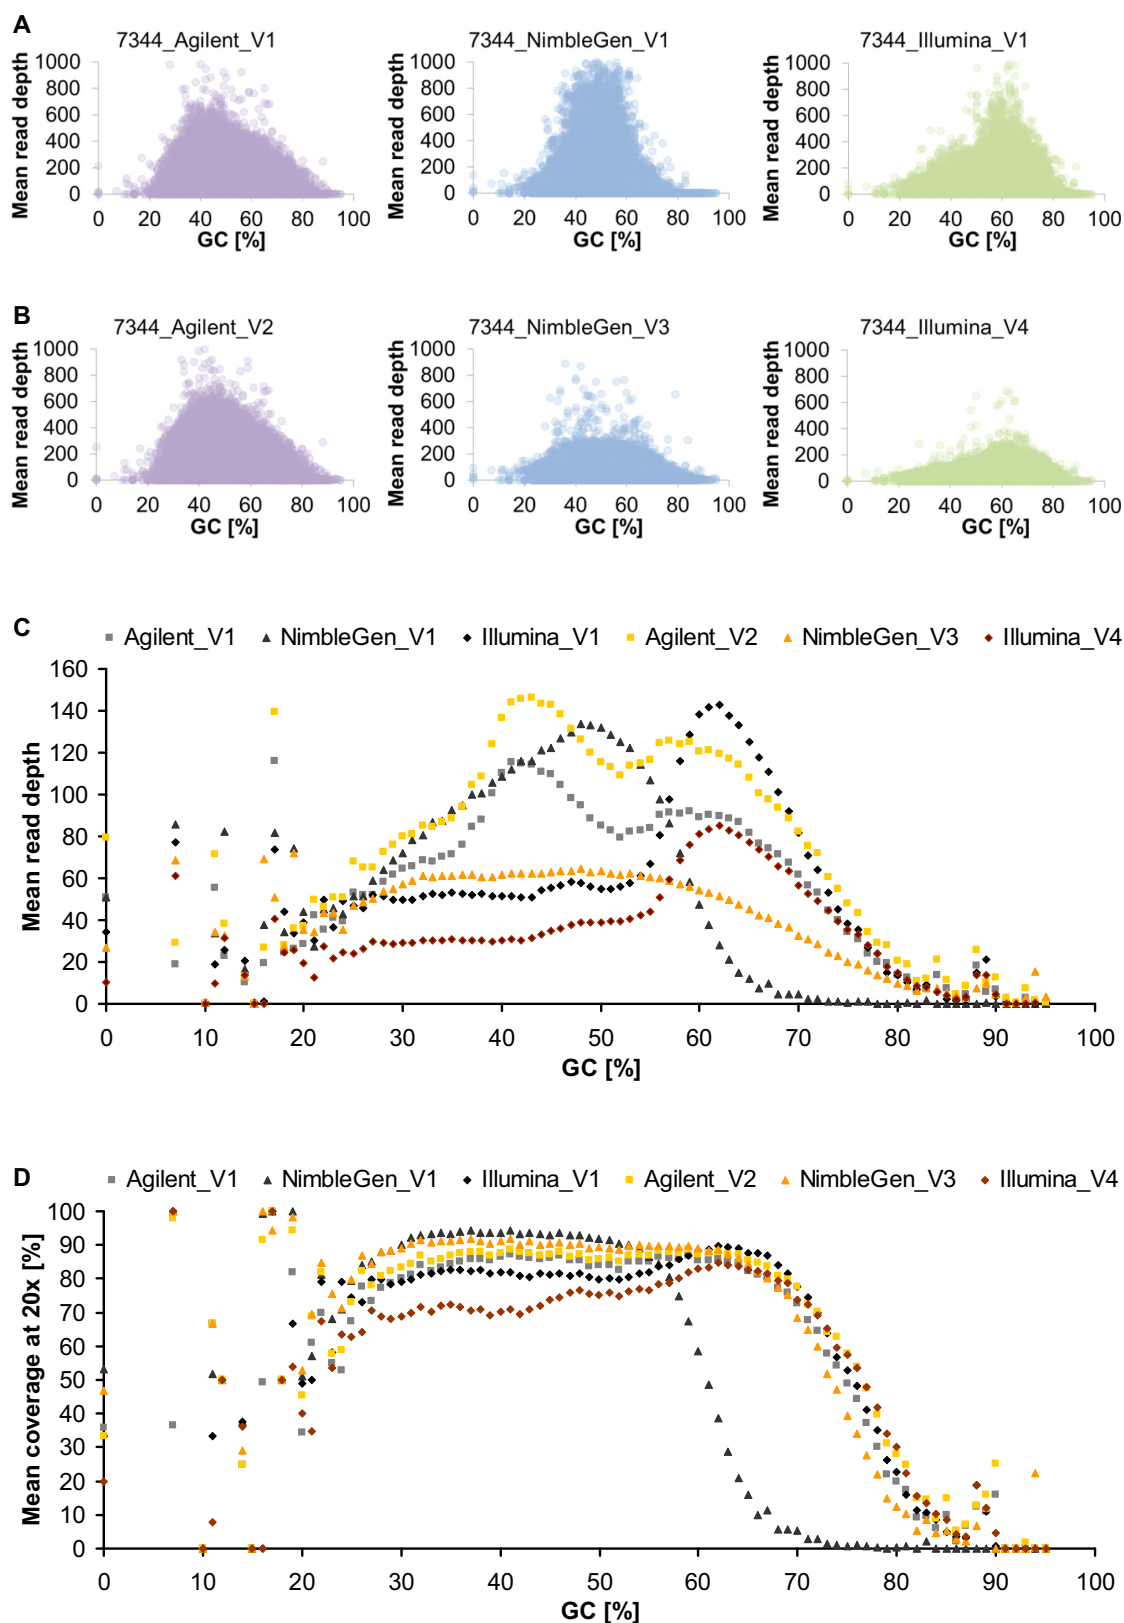 A
7344_Agilent_V1 7344_NimbleGen_V1 7344_Illumina_V1
Mean read depth Mean read depth Mean read depth
1000 1000 1000
800 800 800
600 600 600
400 400 400
200 200 200
0 0 0
0 20 40 60 80 100 0 20 40 60 80 100 0 20 40 60 80 100
GC [%] GC [%] GC [%]
B
7344_Agilent_V2 7344_NimbleGen_V3 7344_Illumina_V4
Mean read depth Mean read depth Mean read depth
1000 1000 1000
800 800 800
600 600 600
400 400 400
200 200 200
0 0 0
0 20 40 60 80 100 0 20 40 60 80 100 0 20 40 60 80 100
GC [%] GC [%] GC [%]
C
Agilent_V1 NimbleGen_V1 Illumina_V1 Agilent_V2 NimbleGen_V3 Illumina_V4
Mean read depth
160
140
120
100
80
60
40
20
0
0 10 20 30 40 50 60 70 80 90 100
GC [%]
D
Agilent_V1 NimbleGen_V1 Illumina_V1 Agilent_V2 NimbleGen_V3 Illumina_V4
Mean coverage at 20x [%]
100
90
80
70
60
50
40
30
20
10
0
0 10 20 30 40 50 60 70 80 90 100
GC [%]